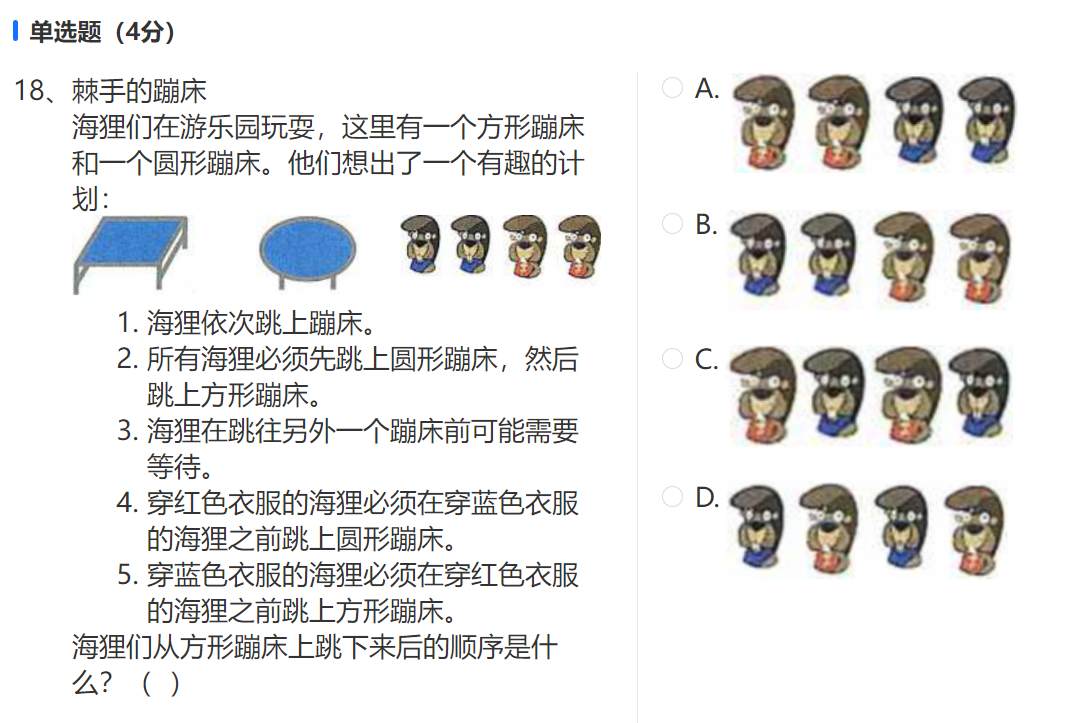 单选题（4分）
18、棘手的蹦床
海狸们在游乐园玩耍，这里有一个方形蹦床
和一个圆形蹦床。他们想出了一个有趣的计
划：
1. 海狸依次跳上蹦床。
2. 所有海狸必须先跳上圆形蹦床，然后
跳上方形蹦床。
3. 海狸在跳往另外一个蹦床前可能需要
等待。
4. 穿红色衣服的海狸必须在穿蓝色衣服
的海狸之前跳上圆形蹦床。
5. 穿蓝色衣服的海狸必须在穿红色衣服
的海狸之前跳上方形蹦床。
海狸们从方形蹦床上跳下来后的顺序是什
么？（ ）
A.
B.
C.
D.